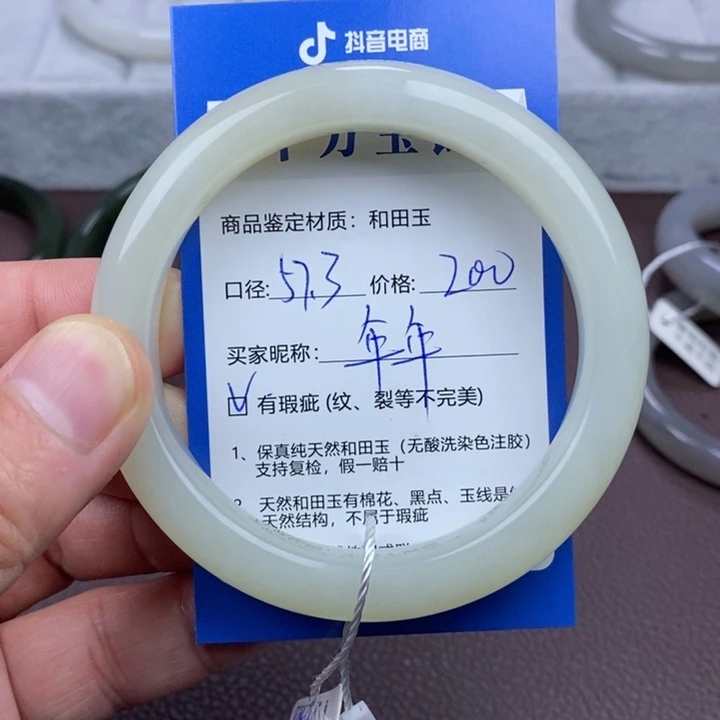 抖音电商
商品鉴定材质：和田玉
口径: 57.3 价格: 200
买家昵称：年年
☑ 有瑕疵 (纹、裂等不完美)
1、保真纯天然和田玉（无酸洗染色注胶）
支持复检，假一赔十
2、天然和田玉有棉花、黑点、玉线是
天然结构，不属于瑕疵